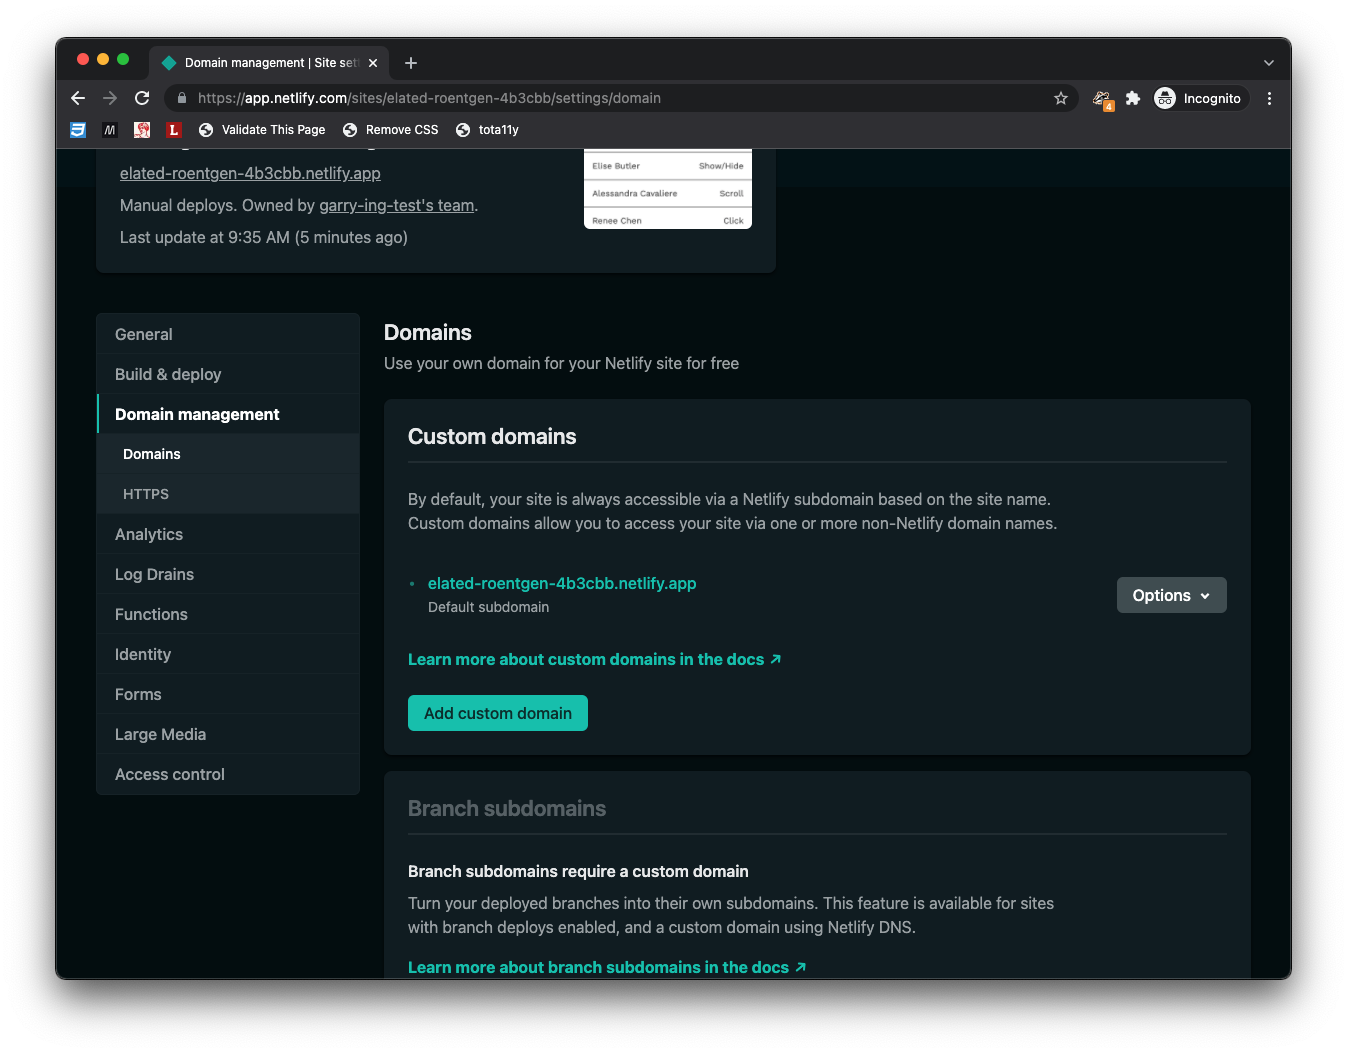 Domain management | Site set
https://app.netlify.com/sites/elated-roentgen-4b3cbb/settings/domain
4
Incognito
Validate This Page
Remove CSS
tota11y
elated-roentgen-4b3cbb.netlify.app
Manual deploys. Owned by garry-ing-test's team.
Last update at 9:35 AM (5 minutes ago)
Elise Butler Show/Hide
Alessandra Cavaliere Scroll
Renee Chen Click
General
Build & deploy
Domain management
Domains
HTTPS
Analytics
Log Drains
Functions
Identity
Forms
Large Media
Access control
Domains
Use your own domain for your Netlify site for free
Custom domains
By default, your site is always accessible via a Netlify subdomain based on the site name.
Custom domains allow you to access your site via one or more non-Netlify domain names.
elated-roentgen-4b3cbb.netlify.app
Default subdomain
Options
Learn more about custom domains in the docs ↗
Add custom domain
Branch subdomains
Branch subdomains require a custom domain
Turn your deployed branches into their own subdomains. This feature is available for sites
with branch deploys enabled, and a custom domain using Netlify DNS.
Learn more about branch subdomains in the docs ↗